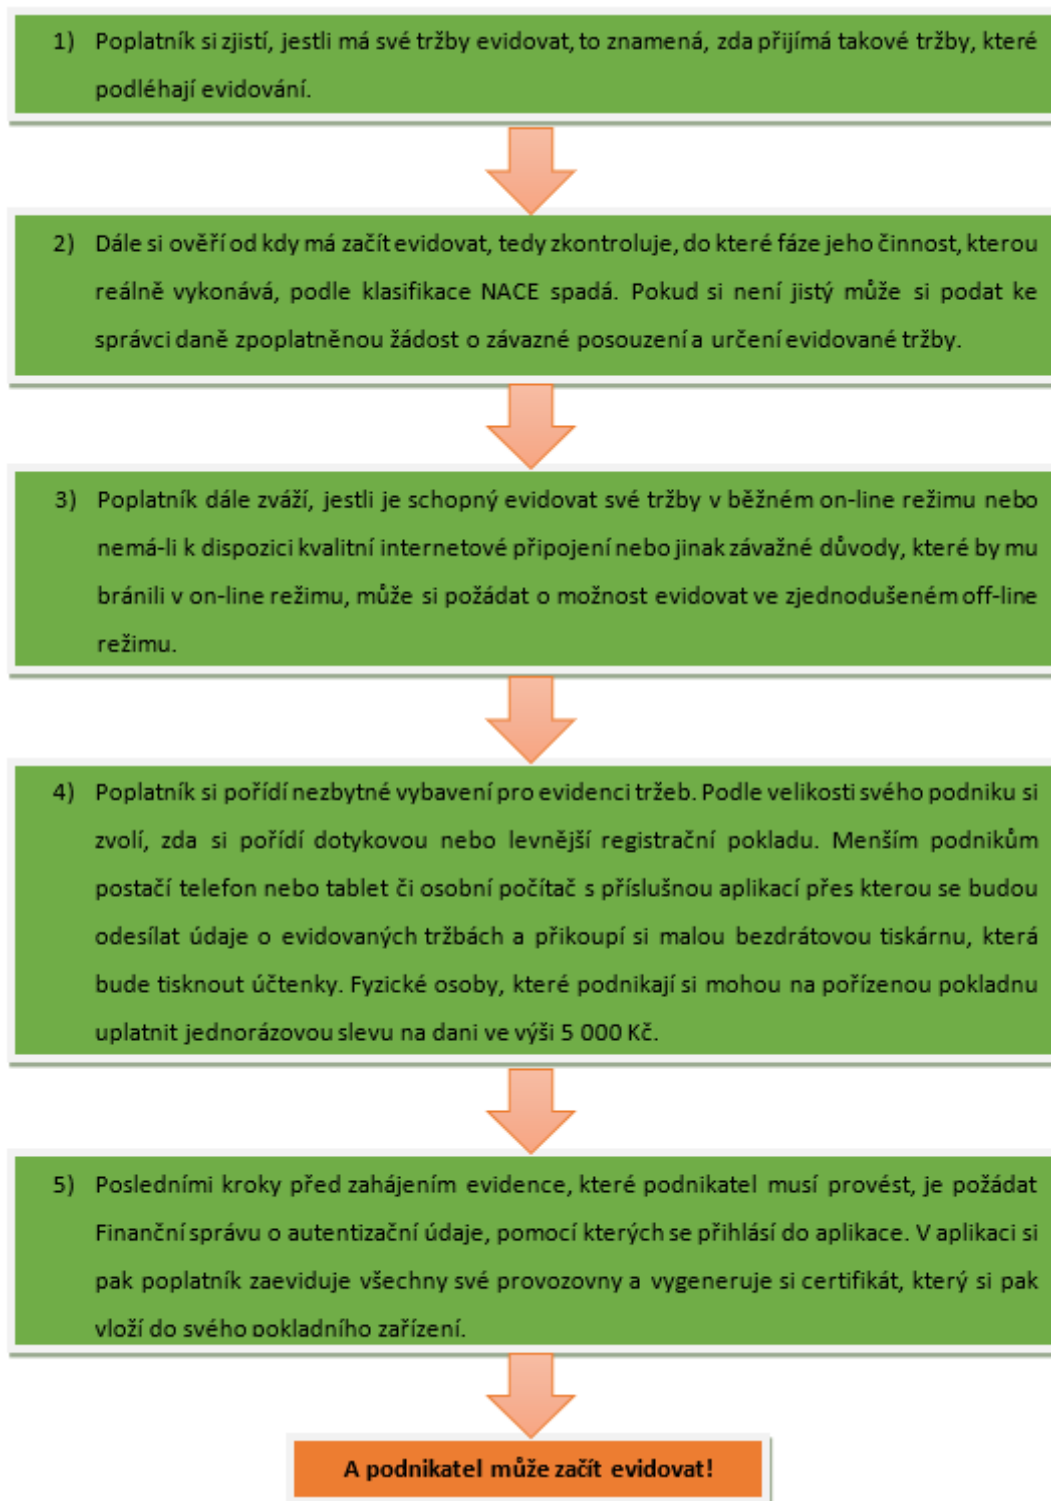 1) Poplatník si zjistí, jestli má své tržby evidovat, to znamená, zda přijímá takové tržby, které
podléhají evidování.
2) Dále si ověří od kdy má začít evidovat, tedy zkontroluje, do které fáze jeho činnost, kterou
reálně vykonává, podle klasifikace NACE spadá. Pokud si není jistý může si podat ke
správci daně zpoplatněnou žádost o závazné posouzení a určení evidované tržby.
3) Poplatník dále zváží, jestli je schopný evidovat své tržby v běžném on-line režimu nebo
nemá-li k dispozici kvalitní internetové připojení nebo jinak závažné důvody, které by mu
bránili v on-line režimu, může si požádat o možnost evidovat ve zjednodušeném off-line
režimu.
4) Poplatník si pořídí nezbytné vybavení pro evidenci tržeb. Podle velikosti svého podniku si
zvolí, zda si pořídí dotykovou nebo levnější registrační pokladu. Menším podnikům
postačí telefon nebo tablet či osobní počítač s příslušnou aplikací přes kterou se budou
odesílat údaje o evidovaných tržbách a přikoupí si malou bezdrátovou tiskárnu, která
bude tisknout účtenky. Fyzické osoby, které podnikají si mohou na pořízenou pokladnu
uplatnit jednorázovou slevu na dani ve výši 5 000 Kč.
5) Posledními kroky před zahájením evidence, které podnikatel musí provést, je požádat
Finanční správu o autentizační údaje, pomocí kterých se přihlásí do aplikace. V aplikaci si
pak poplatník zaeviduje všechny své provozovny a vygeneruje si certifikát, který si pak
vloží do svého pokladního zařízení.
A podnikatel může začít evidovat!